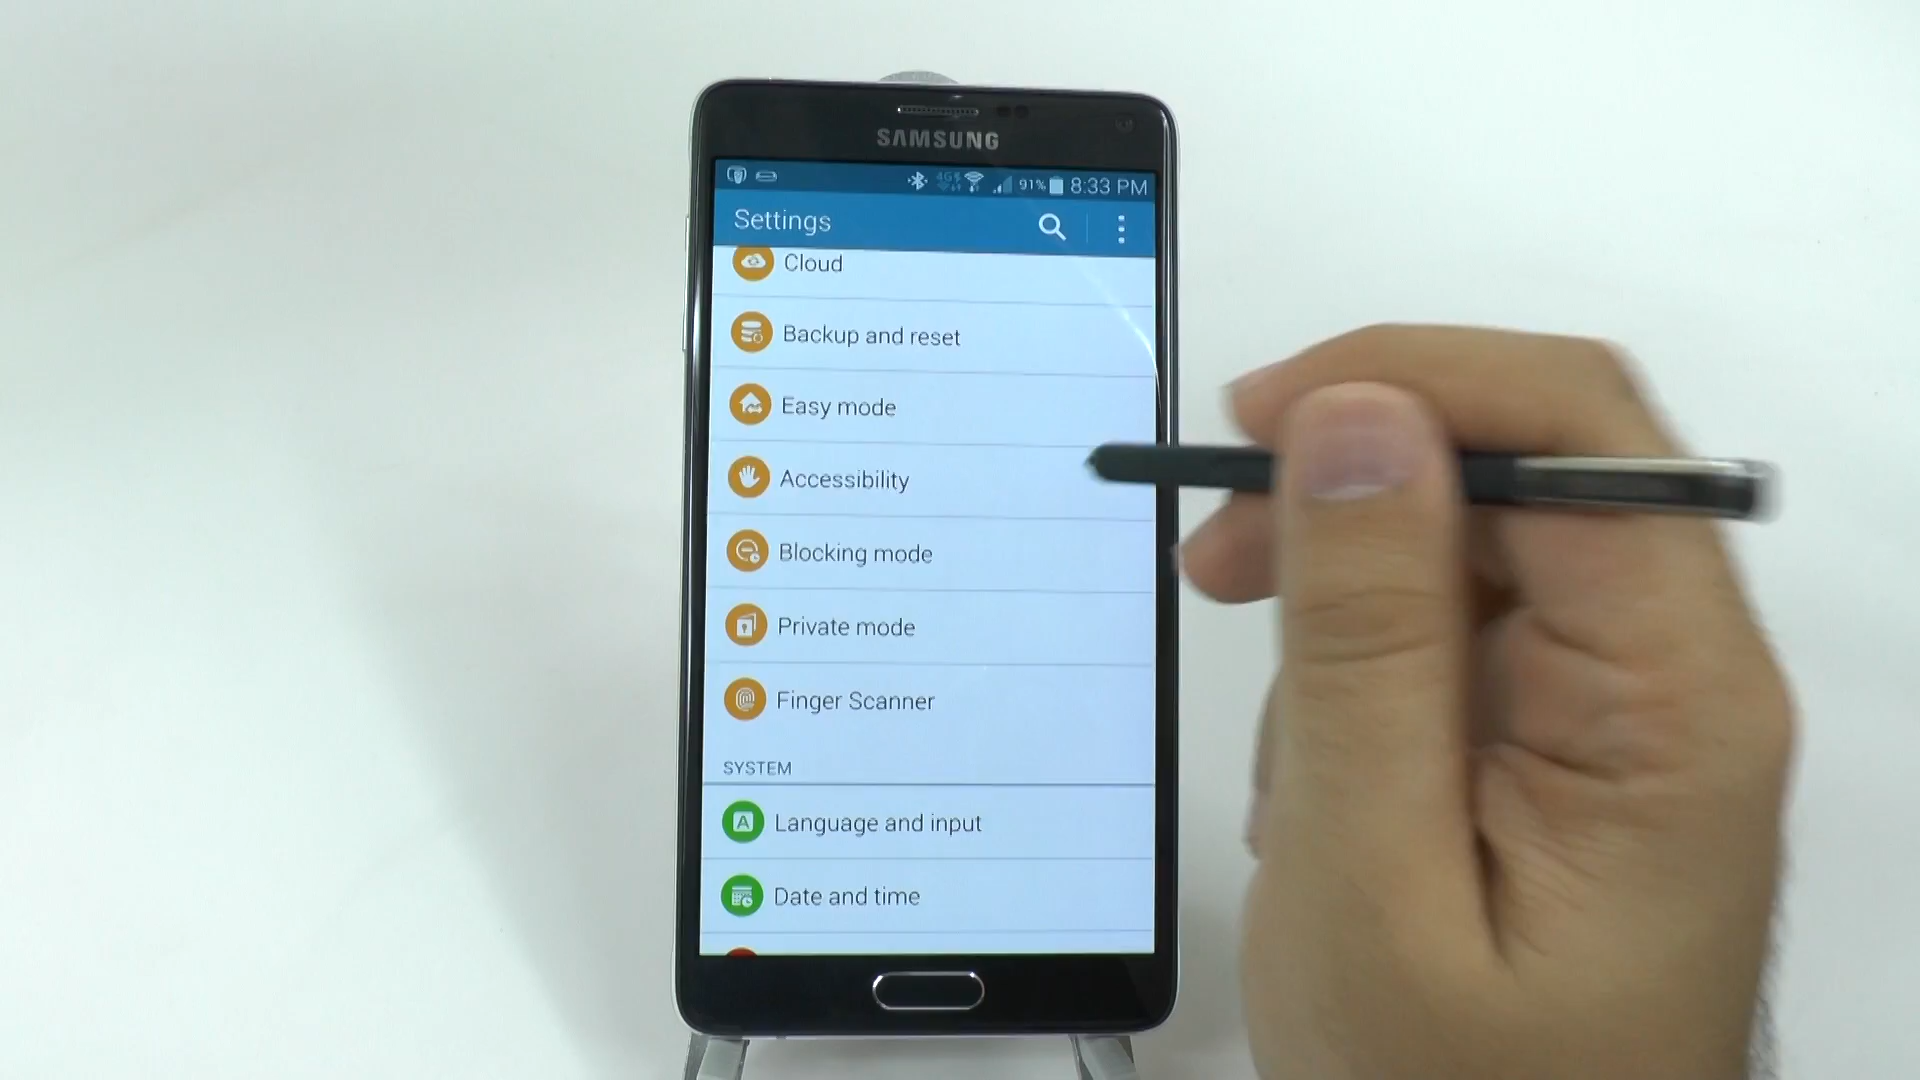 SAMSUNG
4G 91% 8:33 PM
Settings
Cloud
Backup and reset
Easy mode
Accessibility
Blocking mode
Private mode
Finger Scanner
SYSTEM
A Language and input
Date and time